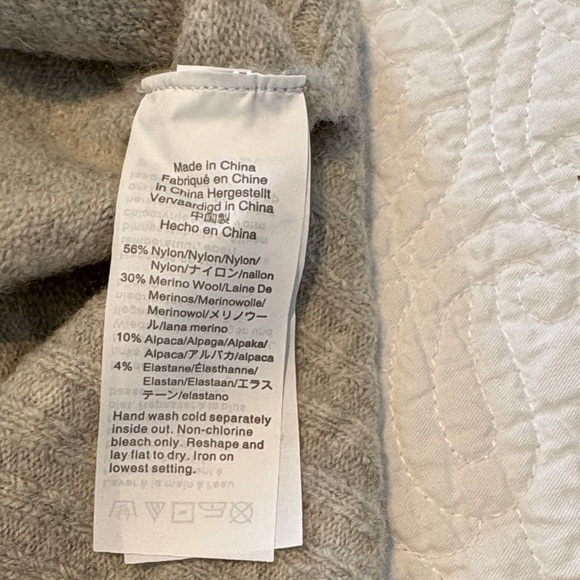 Made in China
Fabriqué en Chine
in China Hergestellt
Vervaardigd in China
中国製
Hecho en China
56% Nylon/Nylon/Nylon/
Nylon/ナイロン/nailon
30% Merino Wool/Laine De
Merinos/Merinowolle/
Merinowol/メリノウー
ル/lana merino
10% Alpaca/Alpaga/Alpaka/
Alpaca/アルパカ/alpaca
4% Elastane/Élasthanne/
Elastan/Elastaan/エラス
テーン/elastano
Hand wash cold separately
inside out. Non-chlorine
bleach only. Reshape and
lay flat to dry. Iron on
lowest setting.